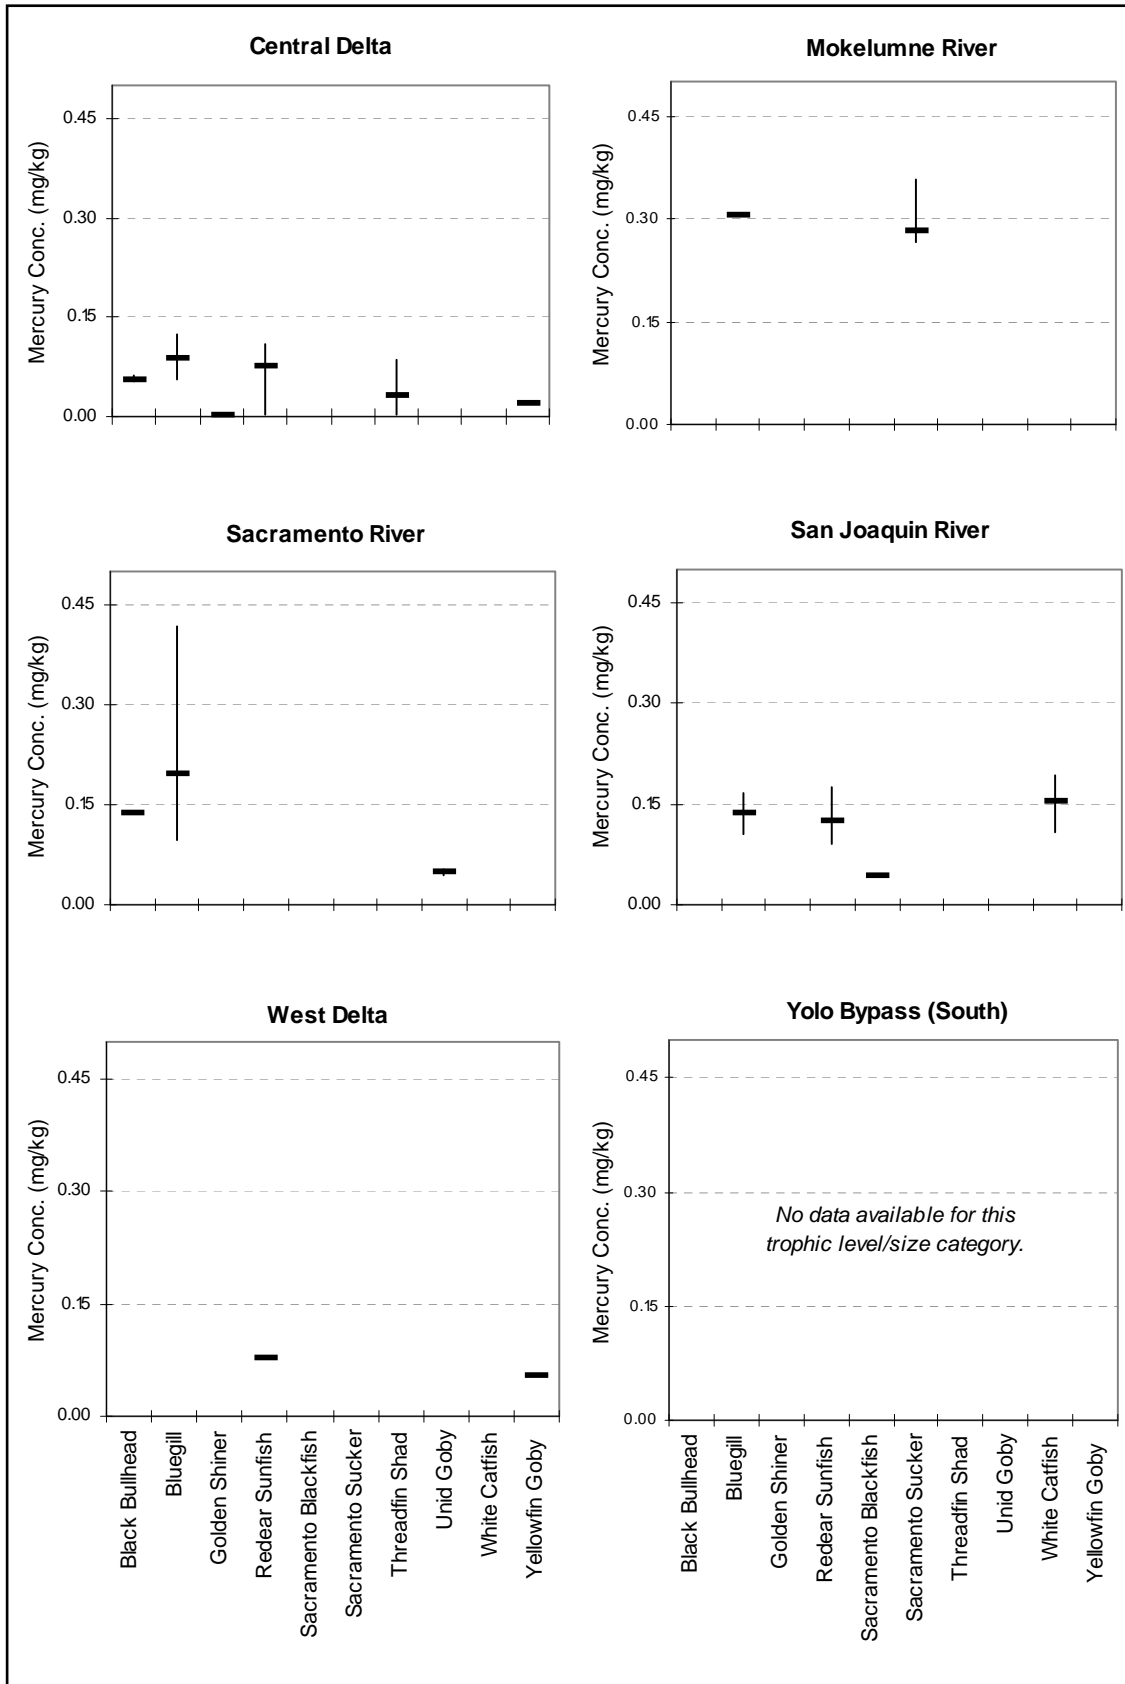 Central Delta
Mercury Conc. (mg/kg)
0.45
0.30
0.15
0.00
Mokelumne River
Mercury Conc. (mg/kg)
0.45
0.30
0.15
0.00
Sacramento River
Mercury Conc. (mg/kg)
0.45
0.30
0.15
0.00
San Joaquin River
Mercury Conc. (mg/kg)
0.45
0.30
0.15
0.00
West Delta
Mercury Conc. (mg/kg)
0.45
0.30
0.15
0.00
Black Bullhead
Bluegill
Golden Shiner
Redear Sunfish
Sacramento Blackfish
Sacramento Sucker
Threadfin Shad
Unid Goby
White Catfish
Yellowfin Goby
Yolo Bypass (South)
Mercury Conc. (mg/kg)
0.45
0.30
0.15
0.00
No data available for this
trophic level/size category.
Black Bullhead
Bluegill
Golden Shiner
Redear Sunfish
Sacramento Blackfish
Sacramento Sucker
Threadfin Shad
Unid Goby
White Catfish
Yellowfin Goby